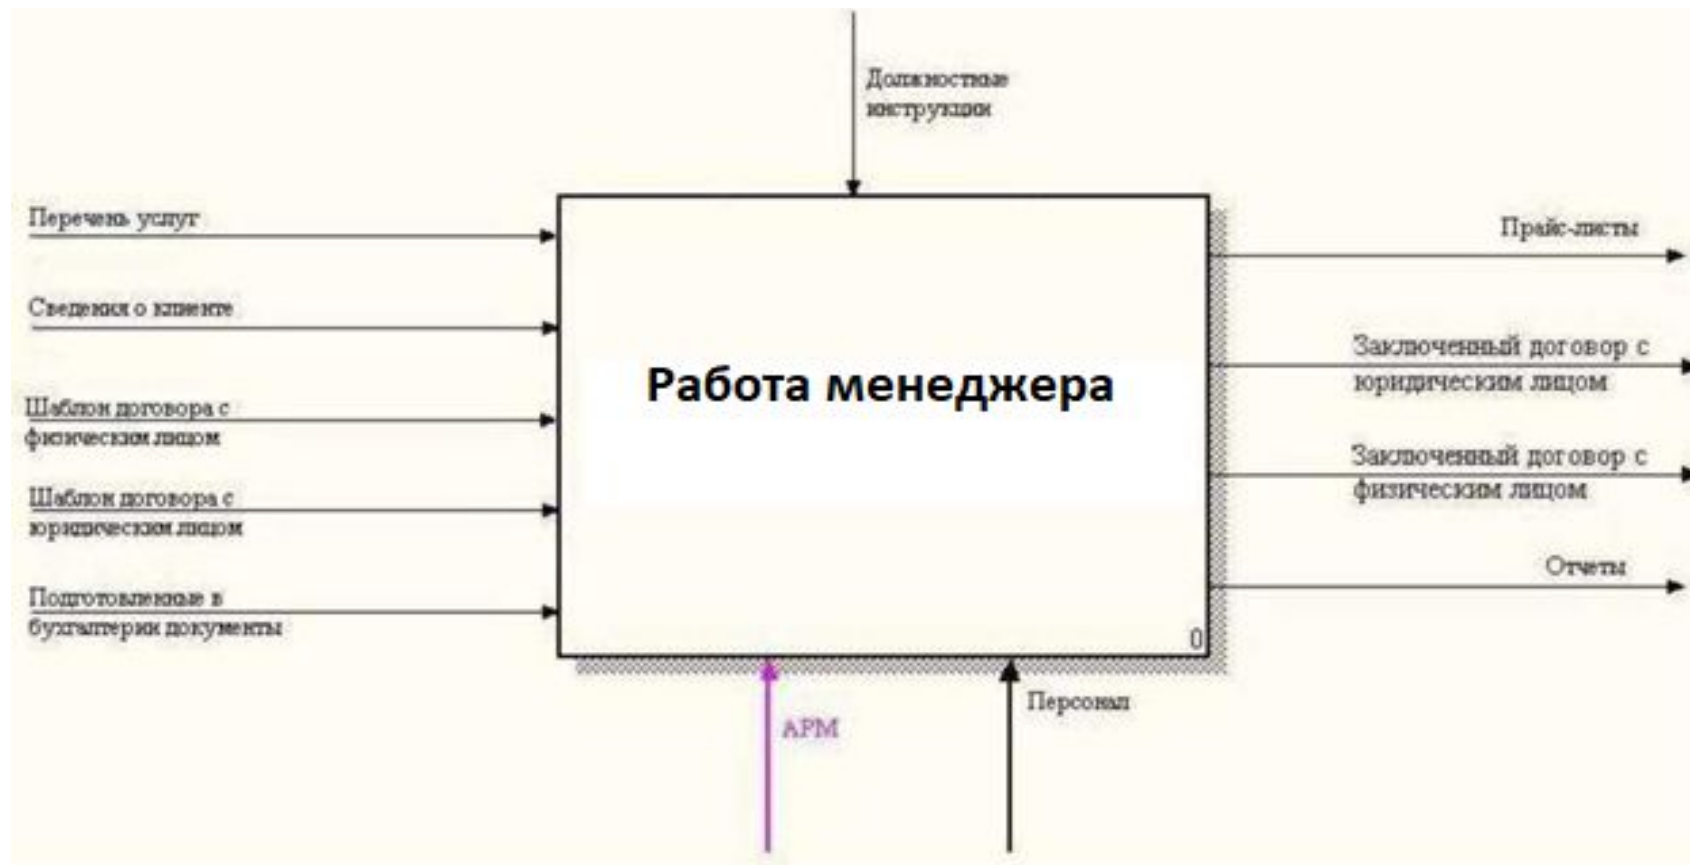 Должностные
инструкции
Перечень услуг
Прайс-листы
Сведения о клиенте
Заключенный договор с
юридическим лицом
Работа менеджера
Шаблон договора с
физическим лицом
Заключенный договор с
физическим лицом
Шаблон договора с
юридическим лицом
Отчеты
Подготовленные в
бухгалтерии документы
0
Персонал
АРМ